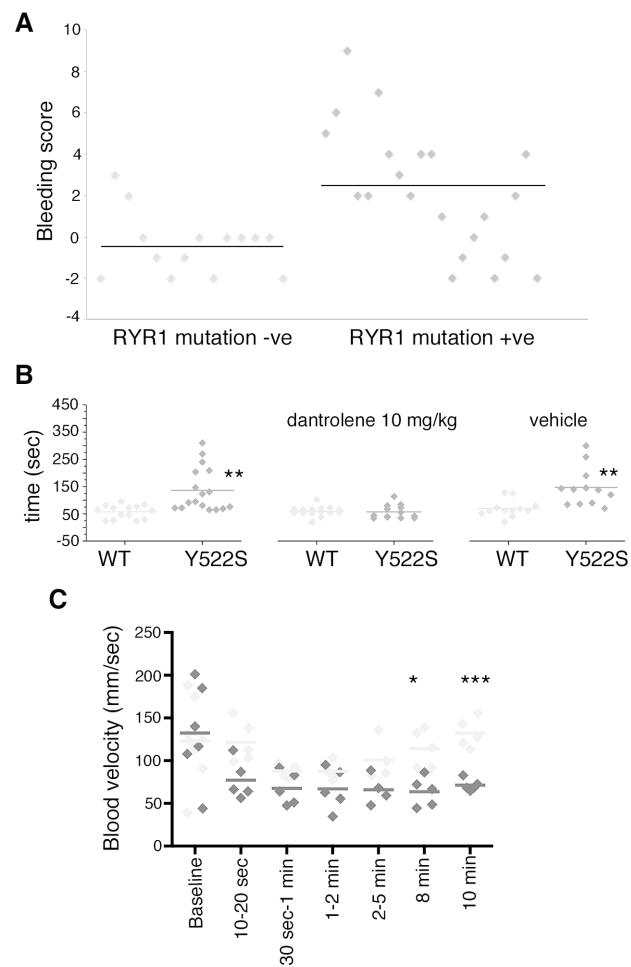 A
10
8
6
4
2
0
-2
-4
Bleeding score
RYR1 mutation -ve
RYR1 mutation +ve
B
450
350
250
150
50
-50
time (sec)
dantrolene 10 mg/kg
vehicle
**
**
WT
Y522S
WT
Y522S
WT
Y522S
C
250
200
150
100
50
0
Blood velocity (mm/sec)
*
***
Baseline
10-20 sec
30 sec-1 min
1-2 min
2-5 min
8 min
10 min